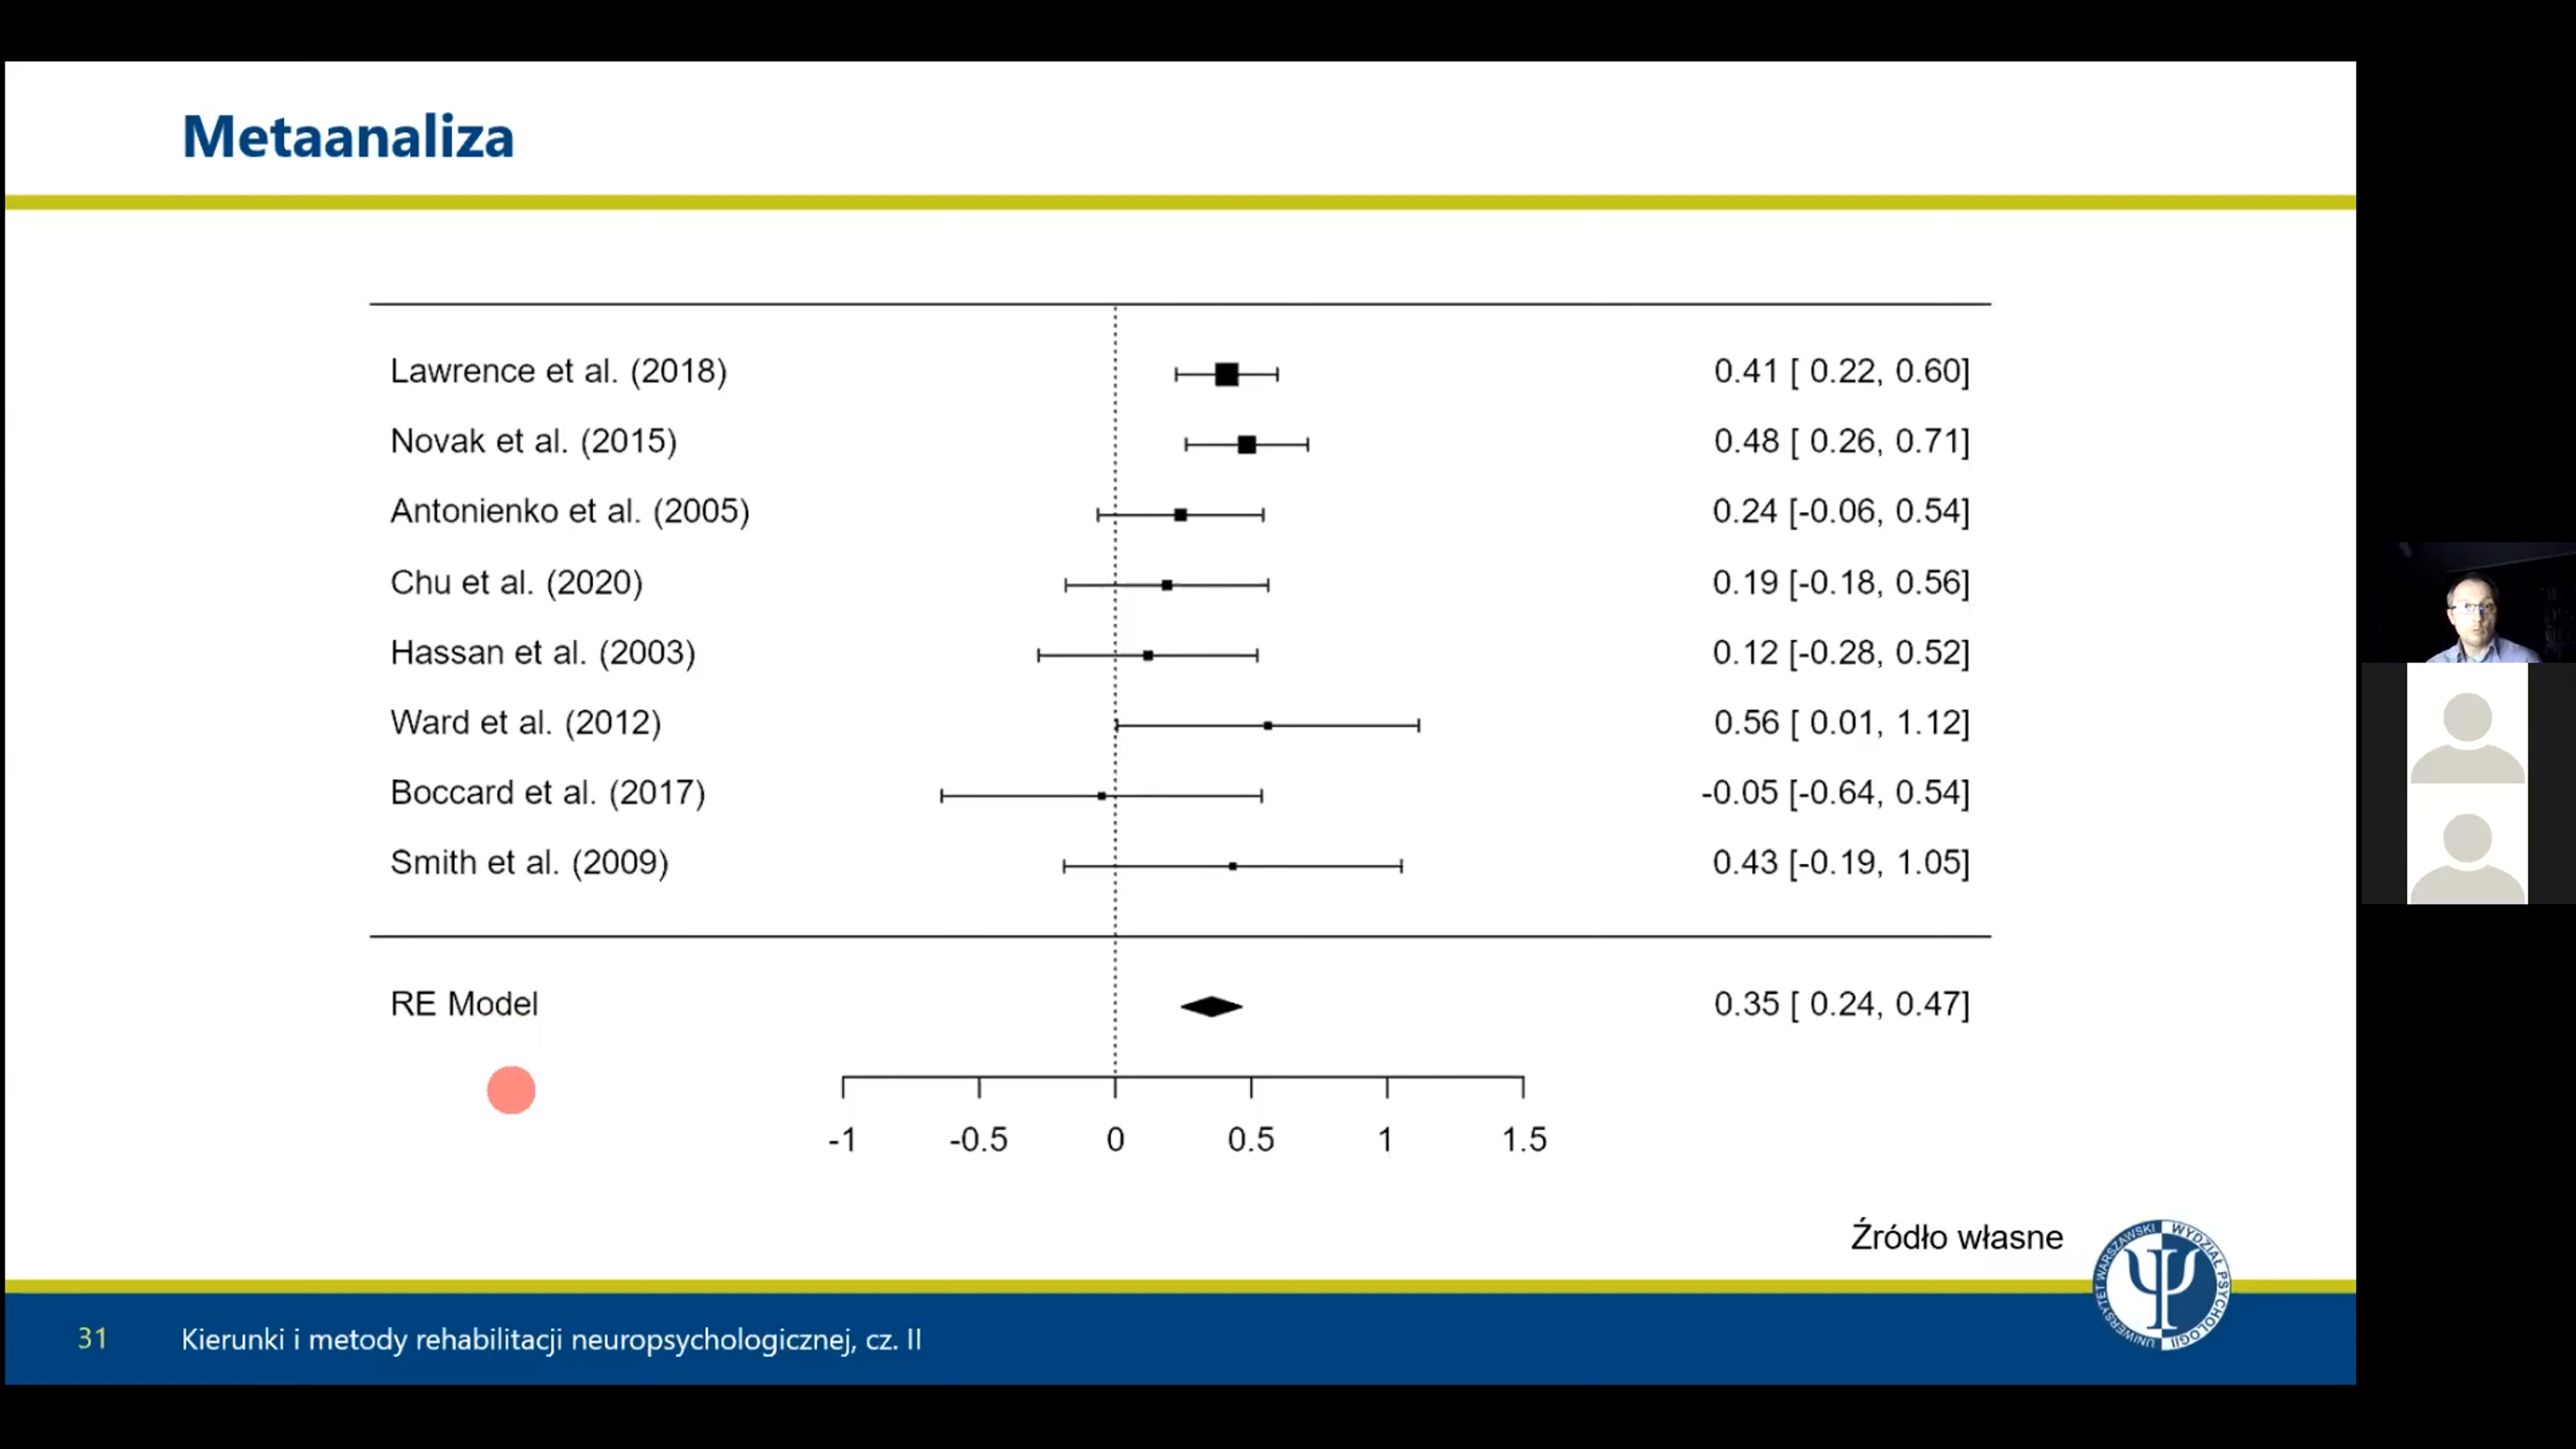 Metaanaliza
Lawrence et al. (2018) 0.41 [ 0.22, 0.60]
Novak et al. (2015) 0.48 [ 0.26, 0.71]
Antonienko et al. (2005) 0.24 [-0.06, 0.54]
Chu et al. (2020) 0.19 [-0.18, 0.56]
Hassan et al. (2003) 0.12 [-0.28, 0.52]
Ward et al. (2012) 0.56 [ 0.01, 1.12]
Boccard et al. (2017) -0.05 [-0.64, 0.54]
Smith et al. (2009) 0.43 [-0.19, 1.05]
RE Model 0.35 [ 0.24, 0.47]
-1 -0.5 0 0.5 1 1.5
Źródło własne
UNIWERSYTET WARSZAWSKI WYDZIAŁ PSYCHOLOGII
31 Kierunki i metody rehabilitacji neuropsychologicznej, cz. II